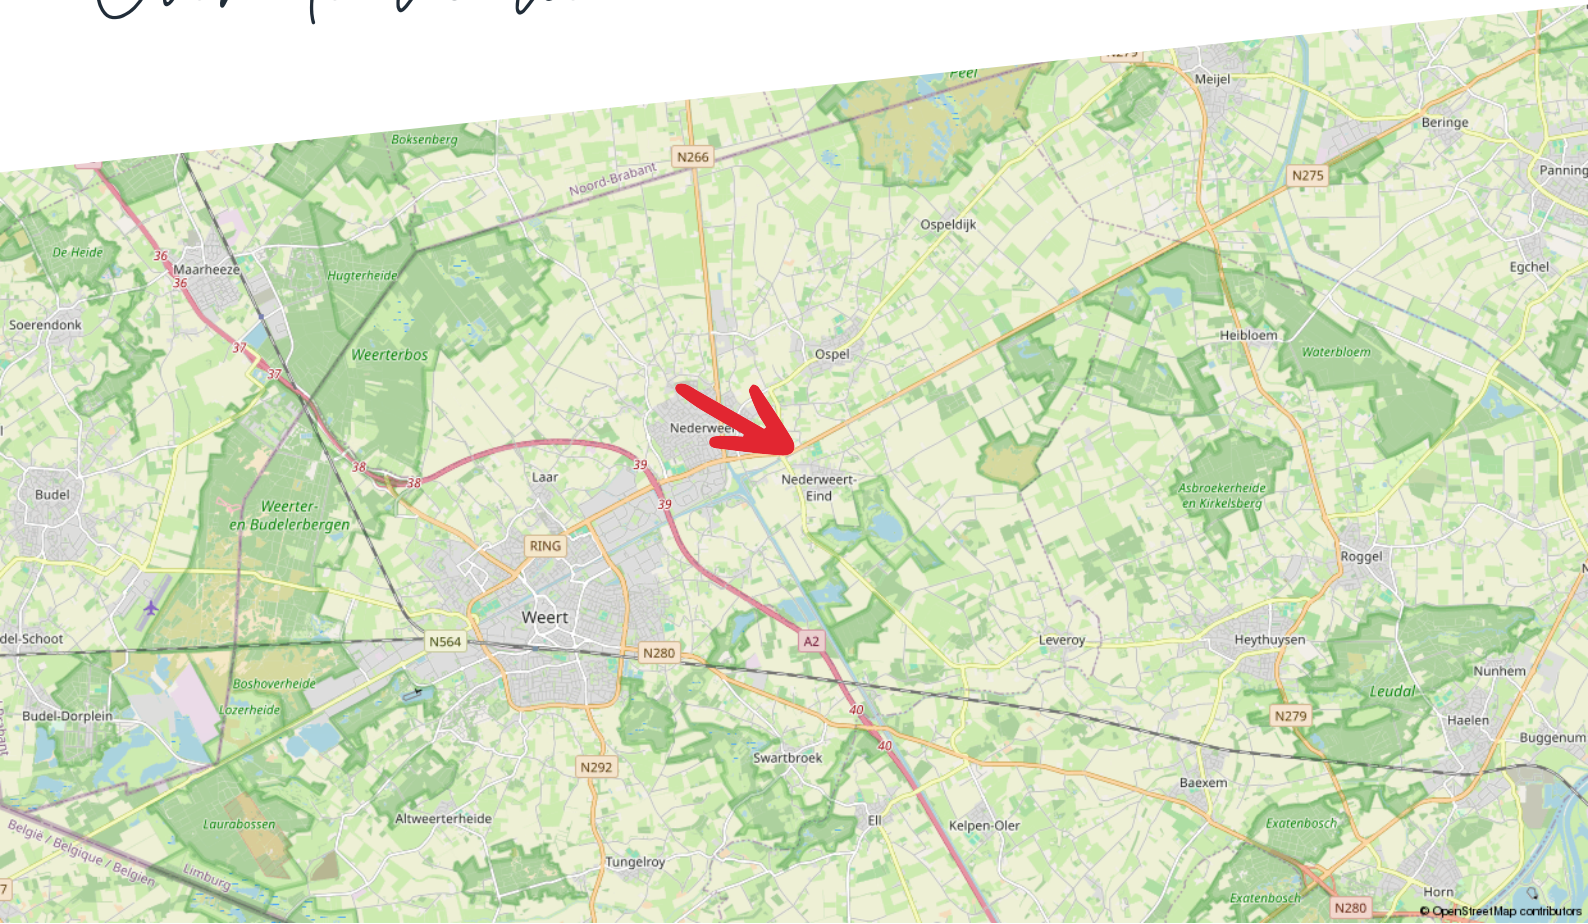 Peel
Meijel
Beringe
Boksenberg
N266
Noord-Brabant
N275
Panning
Ospeldijk
De Heide
36
Maarheeze
36
Hugterheide
Egchel
Soerendonk
Heibloem
37
Weerterbos
Ospel
Waterbloem
37
Nederweer
38
38
39
Laar
Nederweert-
Eind
Budel
39
Asbroekerheide
en Kirkelsberg
Weerter-
en Budelerbergen
RING
Roggel
Weert
del-Schoot
N564
A2
Leveroy
Heythuysen
N280
Nunhem
Boshoverheide
Leudal
Lozerheide
40
N279
Budel-Dorplein
Haelen
Buggenum
40
Swartbroek
N292
Baexem
Altweerterheide
Ell
Kelpen-Oler
Laurabossen
Exatenbosch
België / Belgique / Belgien
Limburg
Tungelroy
7
Horn
Exatenbosch
N280
© OpenStreetMap contributors